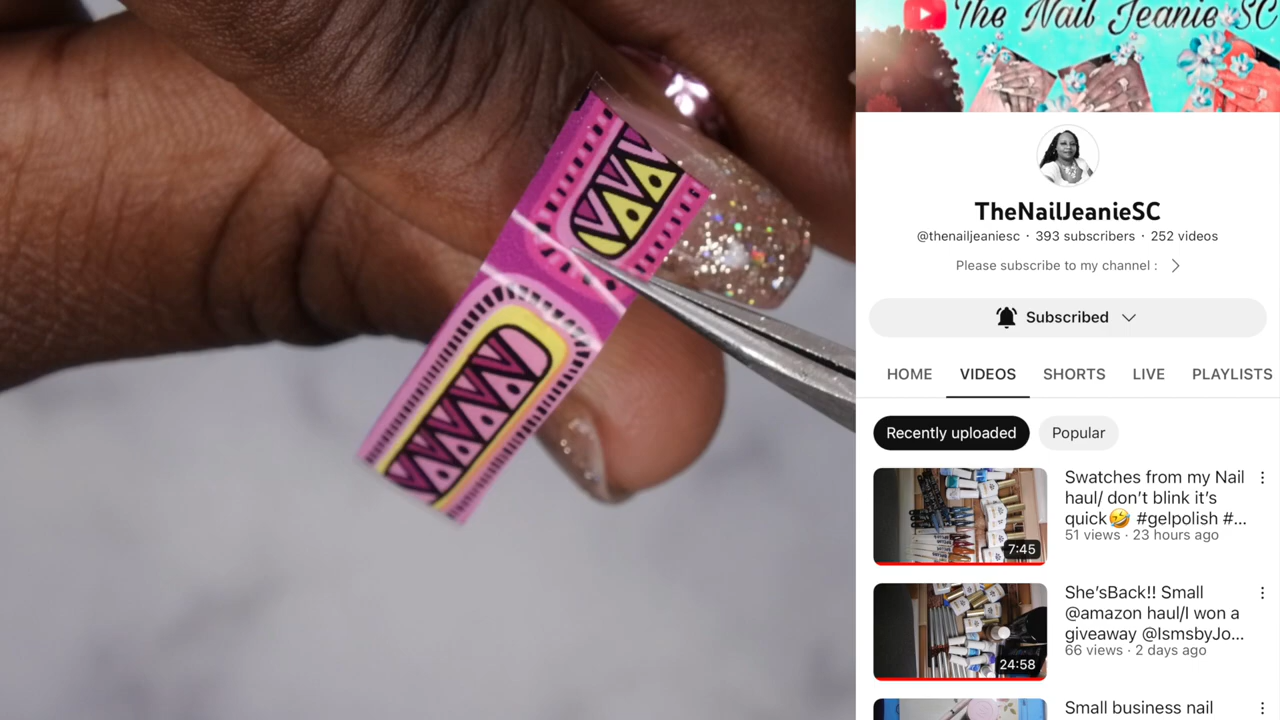 The Nail Jeanie SC
TheNailJeanieSC
@thenailjeaniesc · 393 subscribers · 252 videos
Please subscribe to my channel :
Subscribed
HOME VIDEOS SHORTS LIVE PLAYLISTS
Recently uploaded Popular
Swatches from my Nail
haul/ don’t blink it’s
quick🤣 #gelpolish #...
51 views · 23 hours ago
7:45
She’sBack!! Small
@amazon haul/I won a
giveaway @lsmsbyJo...
66 views · 2 days ago
24:58
Small business nail